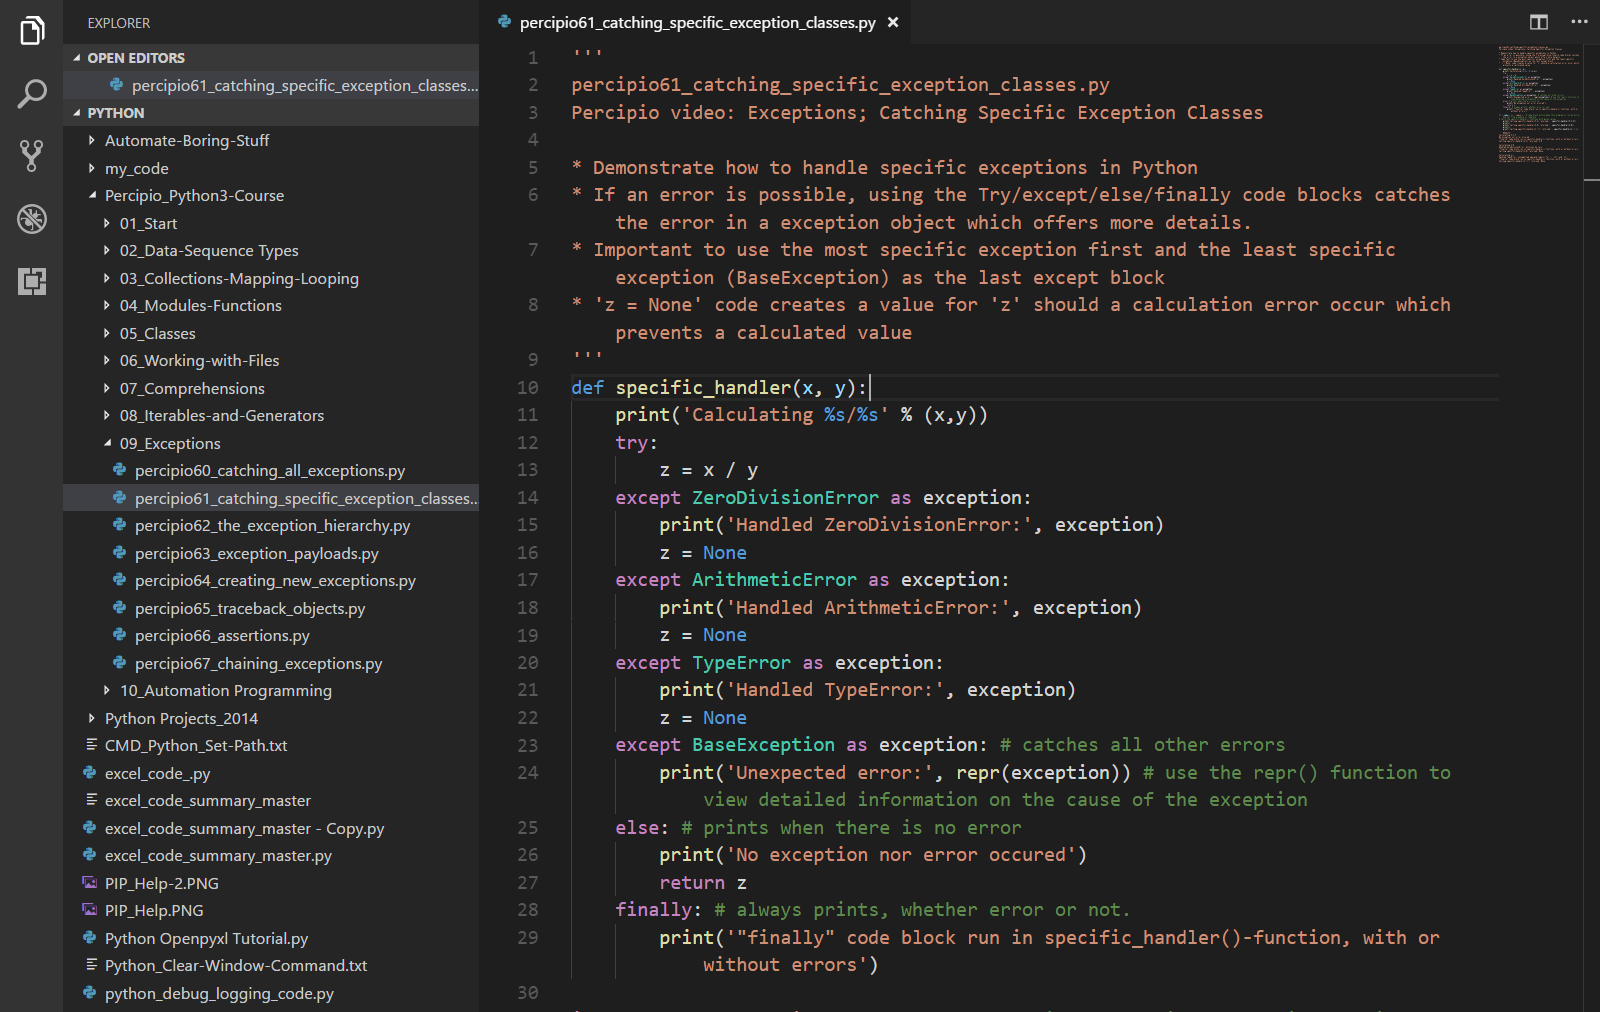 EXPLORER
OPEN EDITORS
percipio61_catching_specific_exception_classes...
PYTHON
Automate-Boring-Stuff
my_code
Percipio_Python3-Course
01_Start
02_Data-Sequence Types
03_Collections-Mapping-Looping
04_Modules-Functions
05_Classes
06_Working-with-Files
07_Comprehensions
08_Iterables-and-Generators
09_Exceptions
percipio60_catching_all_exceptions.py
percipio61_catching_specific_exception_classes...
percipio62_the_exception_hierarchy.py
percipio63_exception_payloads.py
percipio64_creating_new_exceptions.py
percipio65_traceback_objects.py
percipio66_assertions.py
percipio67_chaining_exceptions.py
10_Automation Programming
Python Projects_2014
CMD_Python_Set-Path.txt
excel_code_.py
excel_code_summary_master
excel_code_summary_master - Copy.py
excel_code_summary_master.py
PIP_Help-2.PNG
PIP_Help.PNG
Python Openpyxl Tutorial.py
Python_Clear-Window-Command.txt
python_debug_logging_code.py
percipio61_catching_specific_exception_classes.py
1 '''
2 percipio61_catching_specific_exception_classes.py
3 Percipio video: Exceptions; Catching Specific Exception Classes
4
5 * Demonstrate how to handle specific exceptions in Python
6 * If an error is possible, using the Try/except/else/finally code blocks catches
the error in a exception object which offers more details.
7 * Important to use the most specific exception first and the least specific
exception (BaseException) as the last except block
8 * 'z = None' code creates a value for 'z' should a calculation error occur which
prevents a calculated value
9 '''
10 def specific_handler(x, y):
11 print('Calculating %s/%s' % (x,y))
12 try:
13 z = x / y
14 except ZeroDivisionError as exception:
15 print('Handled ZeroDivisionError:', exception)
16 z = None
17 except ArithmeticError as exception:
18 print('Handled ArithmeticError:', exception)
19 z = None
20 except TypeError as exception:
21 print('Handled TypeError:', exception)
22 z = None
23 except BaseException as exception: # catches all other errors
24 print('Unexpected error:', repr(exception)) # use the repr() function to
view detailed information on the cause of the exception
25 else: # prints when there is no error
26 print('No exception nor error occured')
27 return z
28 finally: # always prints, whether error or not.
29 print('"finally" code block run in specific_handler()-function, with or
without errors')
30